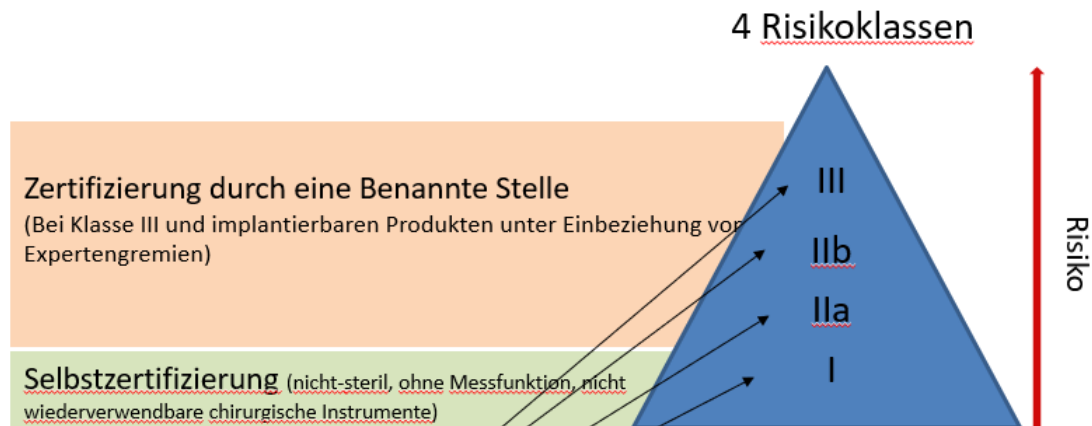 4 Risikoklassen
Zertifizierung durch eine Benannte Stelle
(Bei Klasse III und implantierbaren Produkten unter Einbeziehung von
Expertengremien)
Selbstzertifizierung (nicht-steril, ohne Messfunktion, nicht
wiederverwendbare chirurgische Instrumente)
III
IIb
IIa
I
Risiko